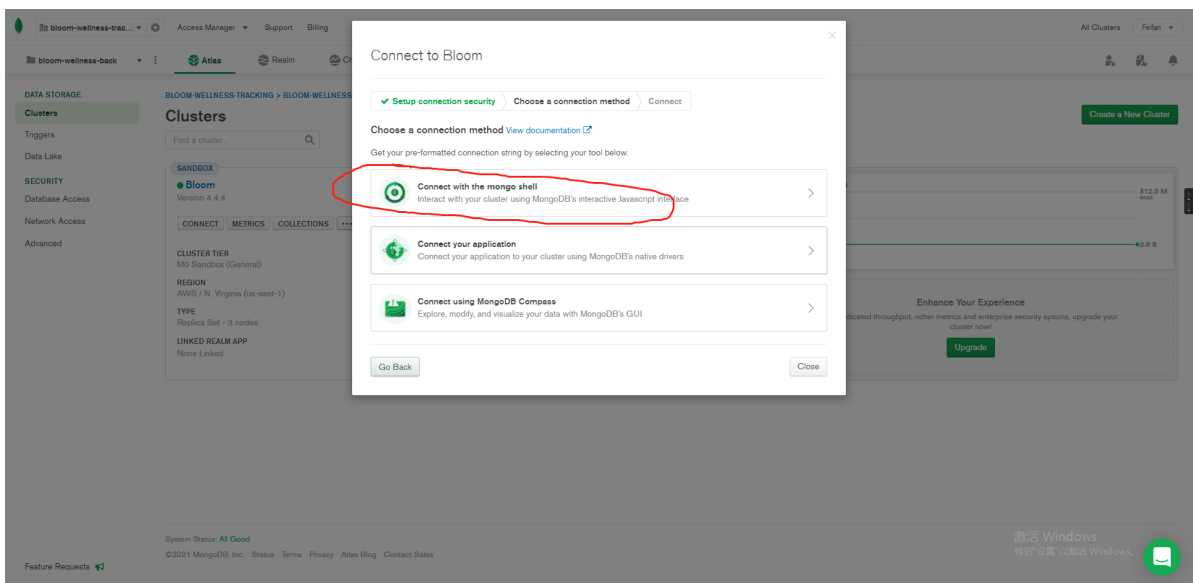 bloom-wellness-trac...
Access Manager
Support
Billing
All Clusters
Feifan
bloom-wellness-back
Atlas
Realm
DATA STORAGE
Clusters
Triggers
Data Lake
SECURITY
Database Access
Network Access
Advanced
BLOOM-WELLNESS-TRACKING > BLOOM-WELLNESS
Clusters
Find a cluster...
Create a New Cluster
SANDBOX
Bloom
Version 4.4.4
CONNECT
METRICS
COLLECTIONS
...
CLUSTER TIER
M0 Sandbox (General)
REGION
AWS / N. Virginia (us-east-1)
TYPE
Replica Set - 3 nodes
LINKED REALM APP
None Linked
Connect to Bloom
Setup connection security
Choose a connection method
Connect
Choose a connection method View documentation
Get your pre-formatted connection string by selecting your tool below.
Connect with the mongo shell
Interact with your cluster using MongoDB's interactive Javascript interface
Connect your application
Connect your application to your cluster using MongoDB's native drivers
Connect using MongoDB Compass
Explore, modify, and visualize your data with MongoDB's GUI
Go Back
Close
512.0 M
max
0.0 B
Enhance Your Experience
dicated throughput, richer metrics and enterprise security options, upgrade your
cluster now!
Upgrade
System Status: All Good
©2021 MongoDB, Inc. Status Terms Privacy Atlas Blog Contact Sales
Feature Requests
激活 Windows
转到"设置"以激活 Windows。